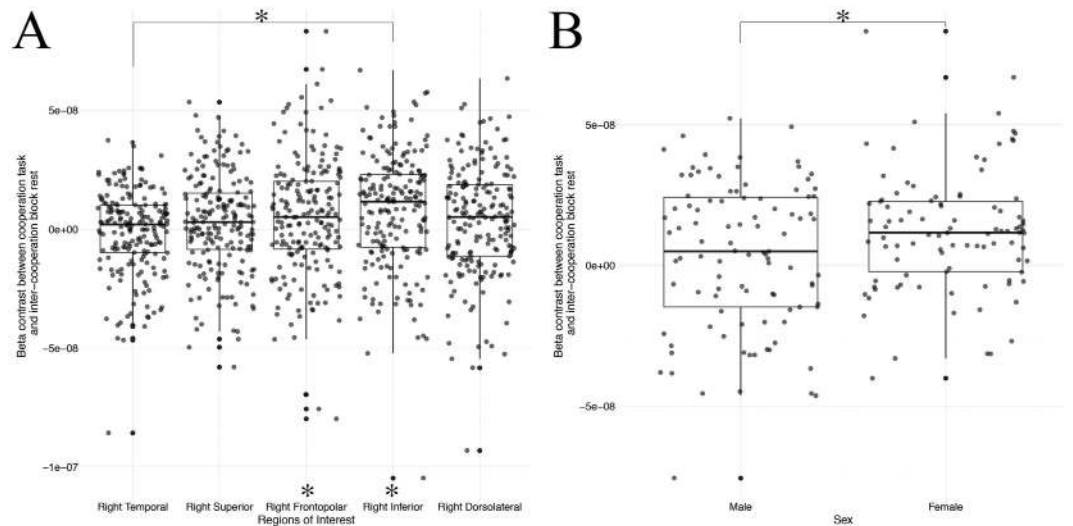 A
*
Beta contrast between cooperation task
and inter-cooperation block rest
5e-08
0e+00
-5e-08
-1e-07
* *
Right Temporal Right Superior Right Frontopolar Right Inferior Right Dorsolateral
Regions of Interest
B
*
Beta contrast between cooperation task
and inter-cooperation block rest
5e-08
0e+00
-5e-08
Male Female
Sex